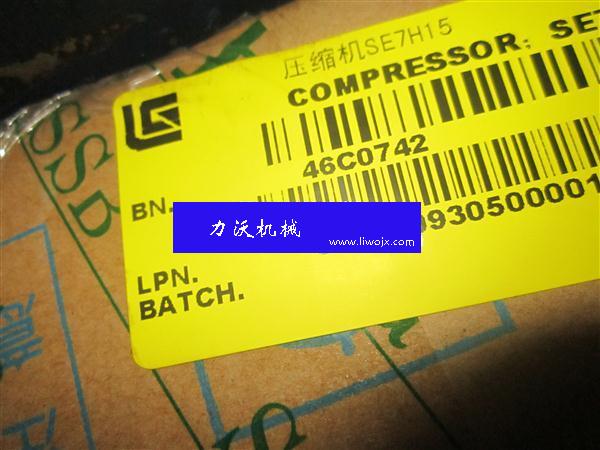 压缩机SE7H15
COMPRESSOR; SE7
46C0742
BN.
0930500001
力沃机械
www.liwojx.com
LPN.
BATCH.